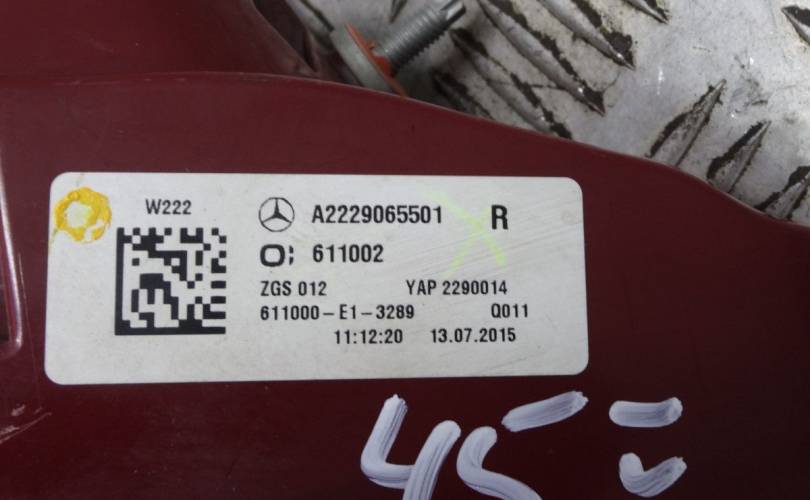 W222
A2229065501 R
611002
ZGS 012 YAP 2290014
611000-E1-3289 Q011
11:12:20 13.07.2015
45